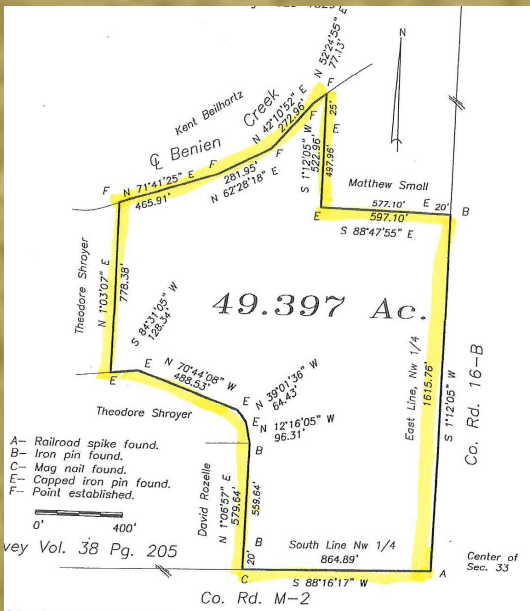 N 52°24'55" E
77.13'
F
N
Kent Beilhartz
Creek
N 42°10'52" E
272.96'
F
25'
℄ Benien
E
S 1°12'05" W
522.96'
497.96'
F
N 71°41'25" E
465.91'
F
281.95'
N 62°28'18" E
F
Matthew Small
577.10'
E
20'
B
597.10'
E
S 88°47'55" E
Theodore Shroyer
N 1°03'07" E
778.38'
S 84°31'05" W
128.34'
49.397 Ac.
E
E
N 70°44'08" W
488.53'
N 39°01'36" W
64.43'
E
E
N 12°16'05" W
96.31'
Theodore Shroyer
B
East Line, Nw 1/4
1615.76'
S 1°12'05" W
Co. Rd. 16-B
A- Railroad spike found.
B- Iron pin found.
C- Mag nail found.
E- Capped iron pin found.
F- Point established.
0' 400'
David Rozelle
N 1°06'57" E
579.64'
559.64'
B
20'
vey Vol. 38 Pg. 205
South Line Nw 1/4
864.89'
Center of
Sec. 33
C
S 88°16'17" W
A
Co. Rd. M-2